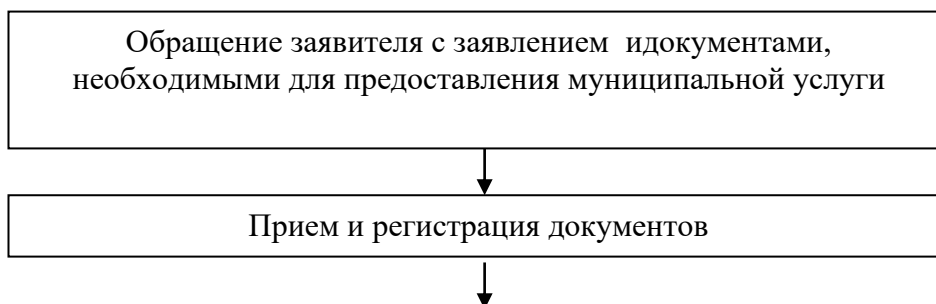 Обращение заявителя с заявлением  идокументами,
необходимыми для предоставления муниципальной услуги
Прием и регистрация документов